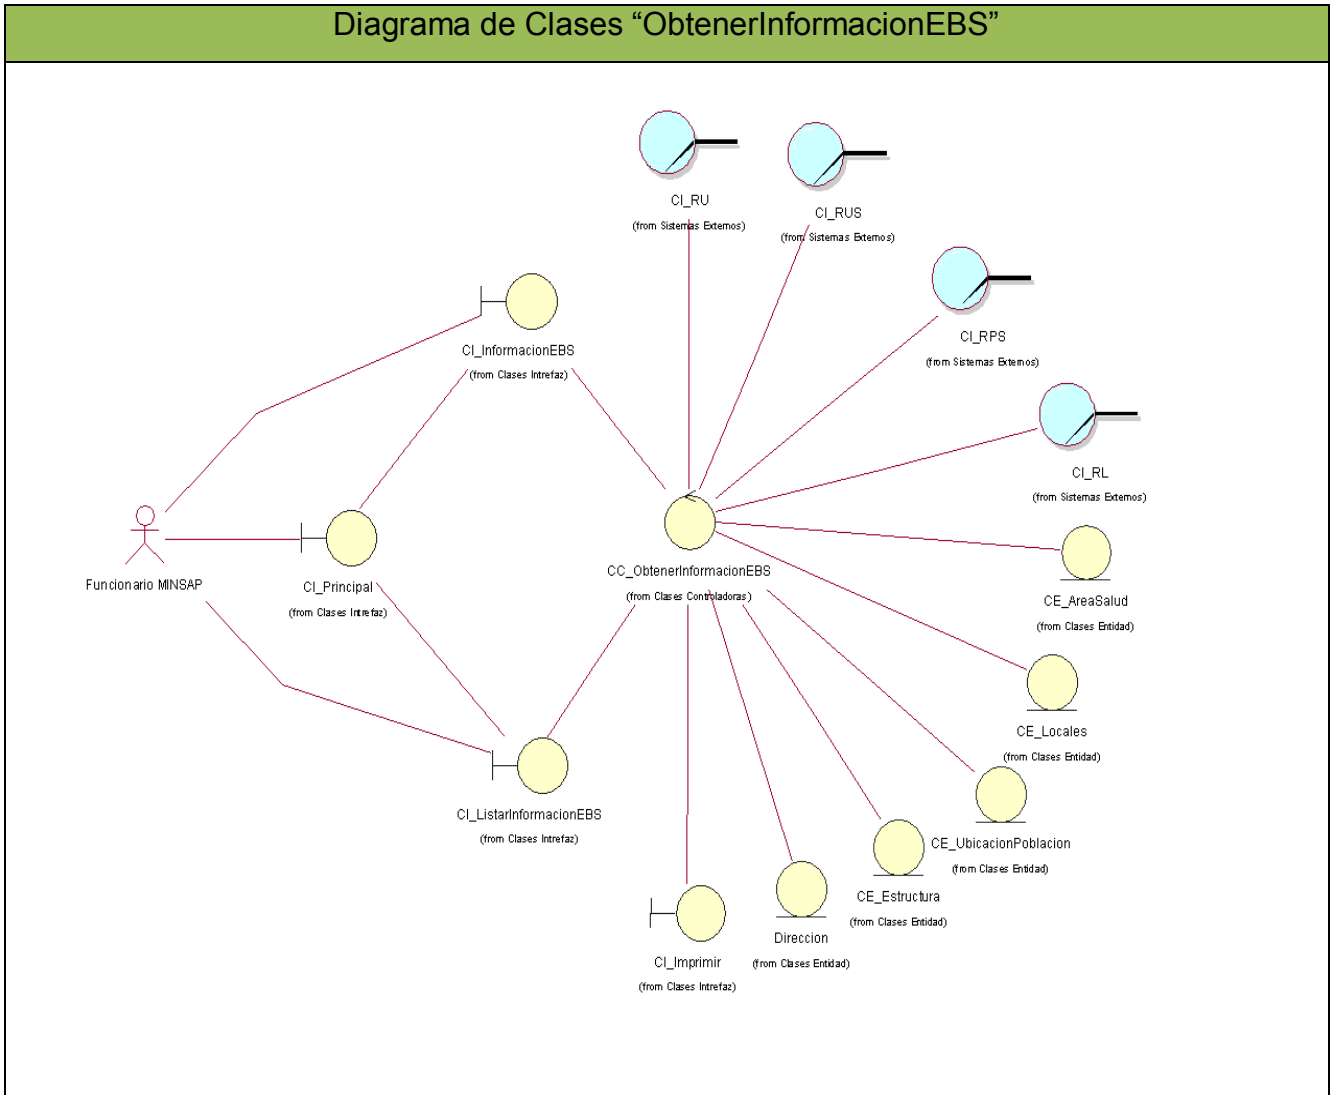 Diagrama de Clases “ObtenerInformacionEBS”
CI_RU
(from Sistemas Externos)
CI_RUS
(from Sistemas Externos)
CI_RPS
(from Sistemas Externos)
CI_InformacionEBS
(from Clases Intrefaz)
CI_RL
(from Sistemas Externos)
Funcionario MINSAP
CI_Principal
(from Clases Intrefaz)
CC_ObtenerInformacionEBS
(from Clases Controladoras)
CE_AreaSalud
(from Clases Entidad)
CE_Locales
(from Clases Entidad)
CI_ListarInformacionEBS
(from Clases Intrefaz)
CE_UbicacionPoblacion
(from Clases Entidad)
CE_Estructura
(from Clases Entidad)
Direccion
(from Clases Entidad)
CI_Imprimir
(from Clases Intrefaz)